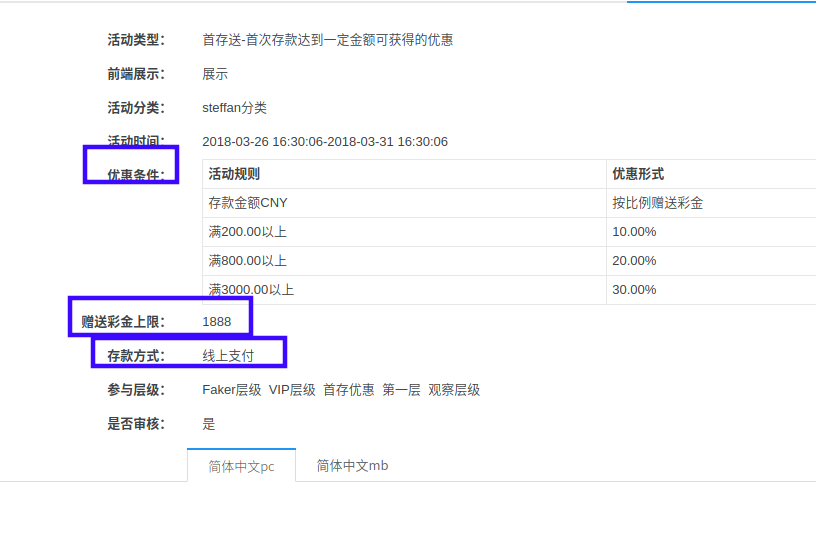 活动类型： 首存送-首次存款达到一定金额可获得的优惠
前端展示： 展示
活动分类： steffan分类
活动时间： 2018-03-26 16:30:06-2018-03-31 16:30:06
优惠条件： 活动规则 优惠形式
存款金额CNY 按比例赠送彩金
满200.00以上 10.00%
满800.00以上 20.00%
满3000.00以上 30.00%
赠送彩金上限： 1888
存款方式： 线上支付
参与层级： Faker层级 VIP层级 首存优惠 第一层 观察层级
是否审核： 是
简体中文pc 简体中文mb